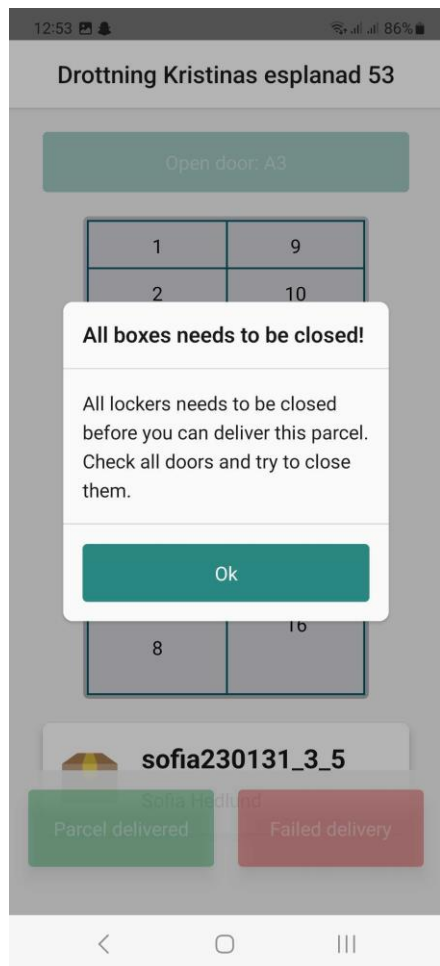 12:53 86%
Drottning Kristinas esplanad 53
Open door: A3
1 9
2 10
All boxes needs to be closed!
All lockers needs to be closed
before you can deliver this parcel.
Check all doors and try to close
them.
Ok
16
8
sofia230131_3_5
Sofia Hedlund
Parcel delivered Failed delivery